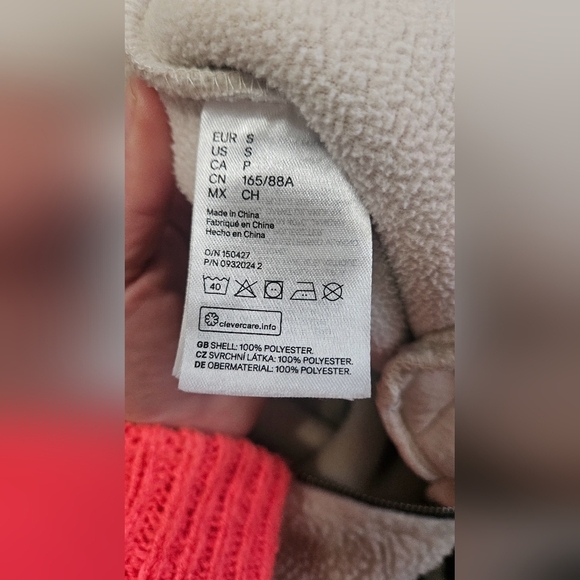 EUR S
US S
CA P
CN 165/88A
MX CH
Made in China
Fabriqué en Chine
Hecho en China
O/N 150427
P/N 0932024 2
40
clevercare.info
GB SHELL: 100% POLYESTER.
CZ SVRCHNÍ LÁTKA: 100% POLYESTER.
DE OBERMATERIAL: 100% POLYESTER.